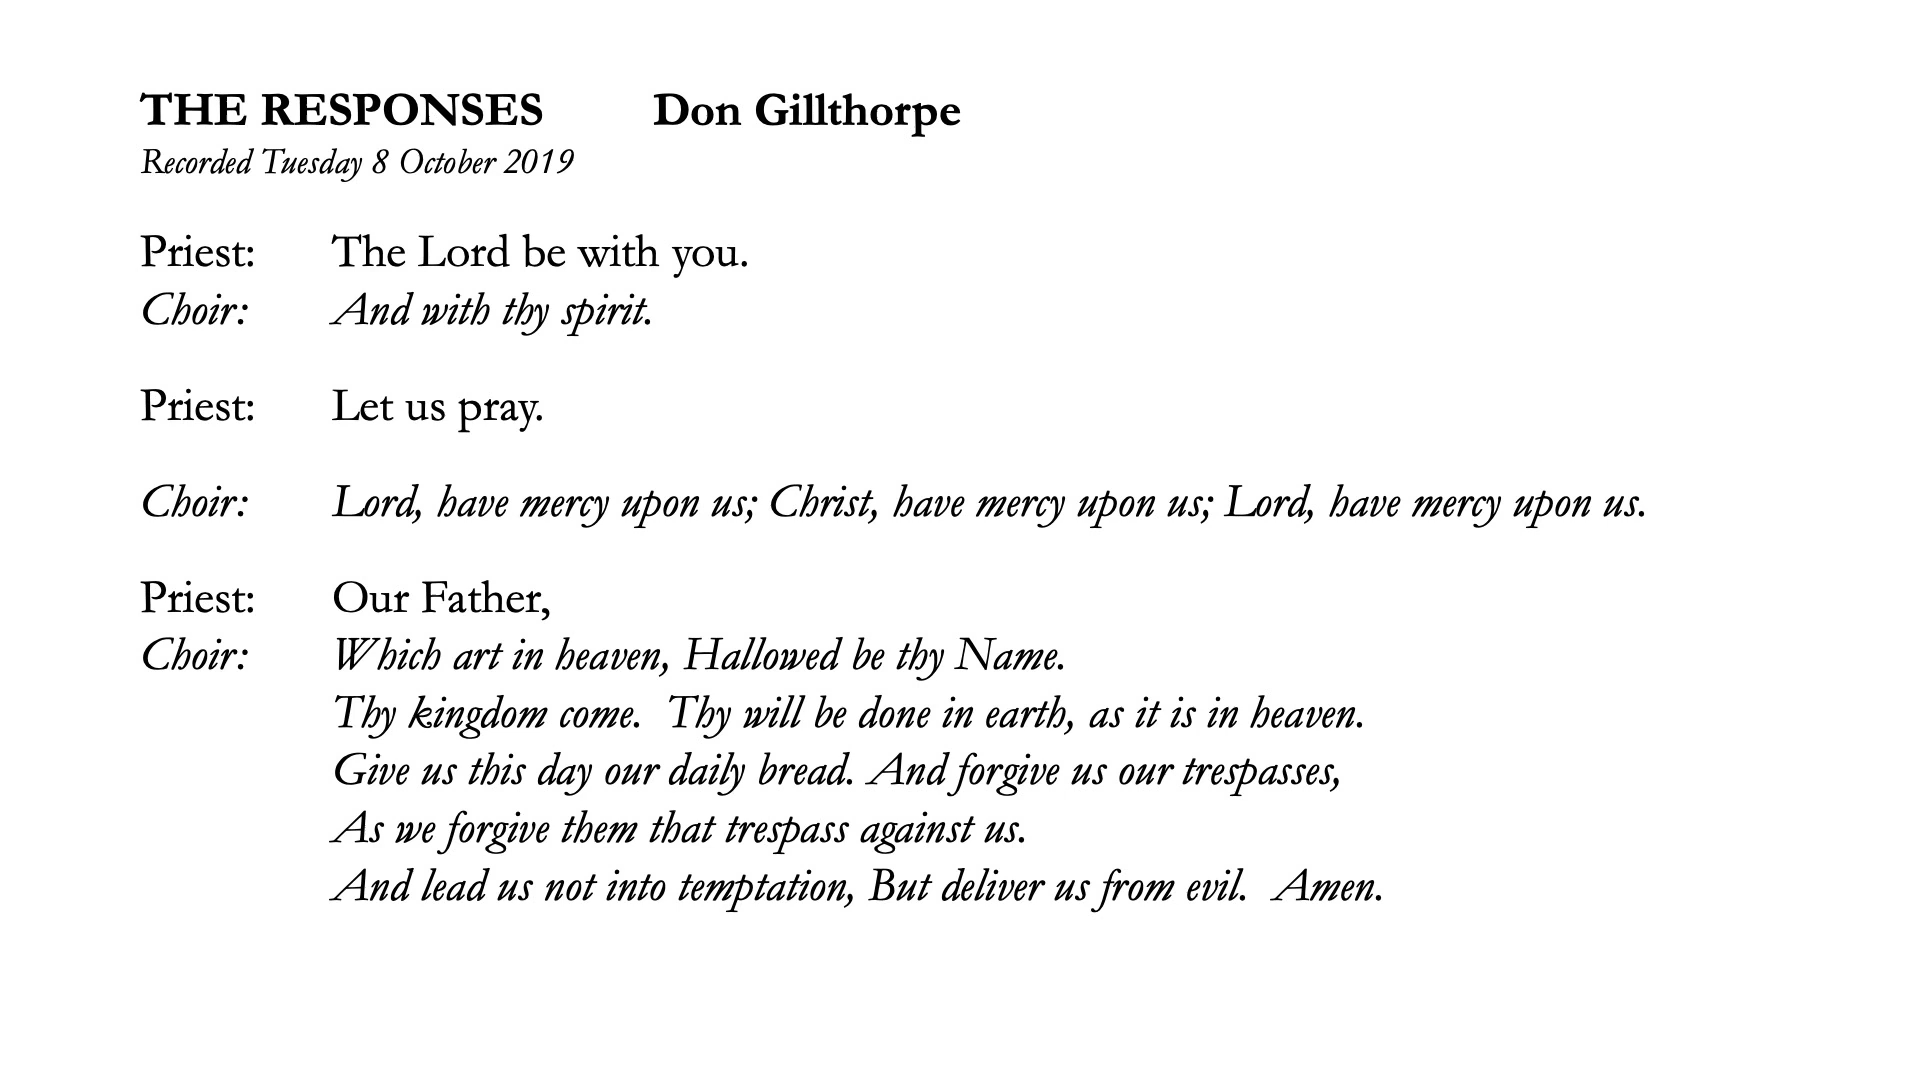 THE RESPONSES Don Gillthorpe
Recorded Tuesday 8 October 2019
Priest: The Lord be with you.
Choir: And with thy spirit.
Priest: Let us pray.
Choir: Lord, have mercy upon us; Christ, have mercy upon us; Lord, have mercy upon us.
Priest: Our Father,
Choir: Which art in heaven, Hallowed be thy Name.
Thy kingdom come.  Thy will be done in earth, as it is in heaven.
Give us this day our daily bread. And forgive us our trespasses,
As we forgive them that trespass against us.
And lead us not into temptation, But deliver us from evil.  Amen.